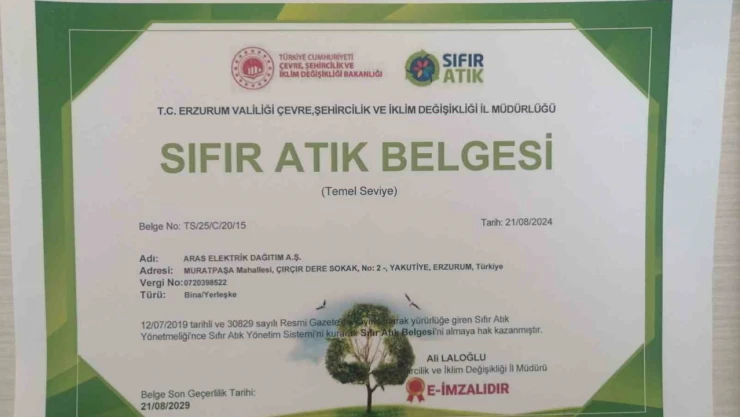 TÜRKİYE CUMHURİYETİ
ÇEVRE, ŞEHİRCİLİK VE
İKLİM DEĞİŞİKLİĞİ BAKANLIĞI
SIFIR
ATIK
T.C. ERZURUM VALİLİĞİ ÇEVRE,ŞEHİRCİLİK VE İKLİM DEĞİŞİKLİĞİ İL MÜDÜRLÜĞÜ
SIFIR ATIK BELGESİ
(Temel Seviye)
Belge No: TS/25/C/20/15
Tarih: 21/08/2024
Adı: ARAS ELEKTRİK DAĞITIM A.Ş.
Adresi: MURATPAŞA Mahallesi, ÇIRÇIR DERE SOKAK, No: 2 -, YAKUTİYE, ERZURUM, Türkiye
Vergi No:0720398522
Türü: Bina/Yerleşke
12/07/2019 tarihli ve 30829 sayılı Resmi Gazete'de yayımlanarak yürürlüğe giren Sıfır Atık
Yönetmeliği'nce Sıfır Atık Yönetim Sistemi'ni kurarak Sıfır Atık Belgesi'ni almaya hak kazanmıştır.
Ali LALOĞLU
ircilik ve İklim Değişikliği İl Müdürü
E-İMZALIDIR
Belge Son Geçerlilik Tarihi:
21/08/2029